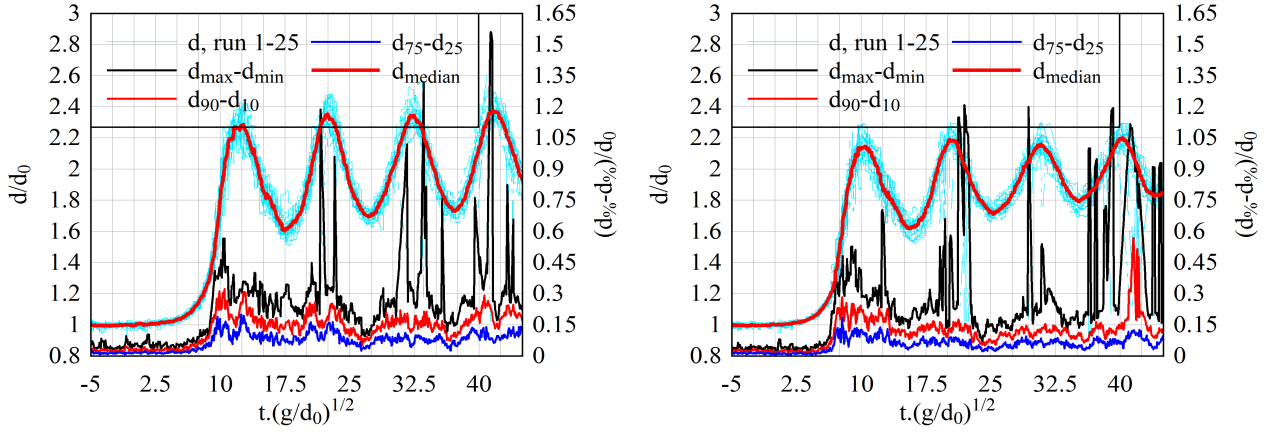 3 1.65
2.8 d, run 1-25 d75-d25 1.5
2.6 dmax-dmin dmedian 1.35
2.4 d90-d10 1.2
2.2 1.05
2 0.9
1.8 0.75
1.6 0.6
1.4 0.45
1.2 0.3
1 0.15
0.8 0
d/d0
(d%-d%)/d0
-5 2.5 10 17.5 25 32.5 40
t.(g/d0)1/2
3 1.65
2.8 d, run 1-25 d75-d25 1.5
2.6 dmax-dmin dmedian 1.35
2.4 d90-d10 1.2
2.2 1.05
2 0.9
1.8 0.75
1.6 0.6
1.4 0.45
1.2 0.3
1 0.15
0.8 0
d/d0
(d%-d%)/d0
-5 2.5 10 17.5 25 32.5 40
t.(g/d0)1/2